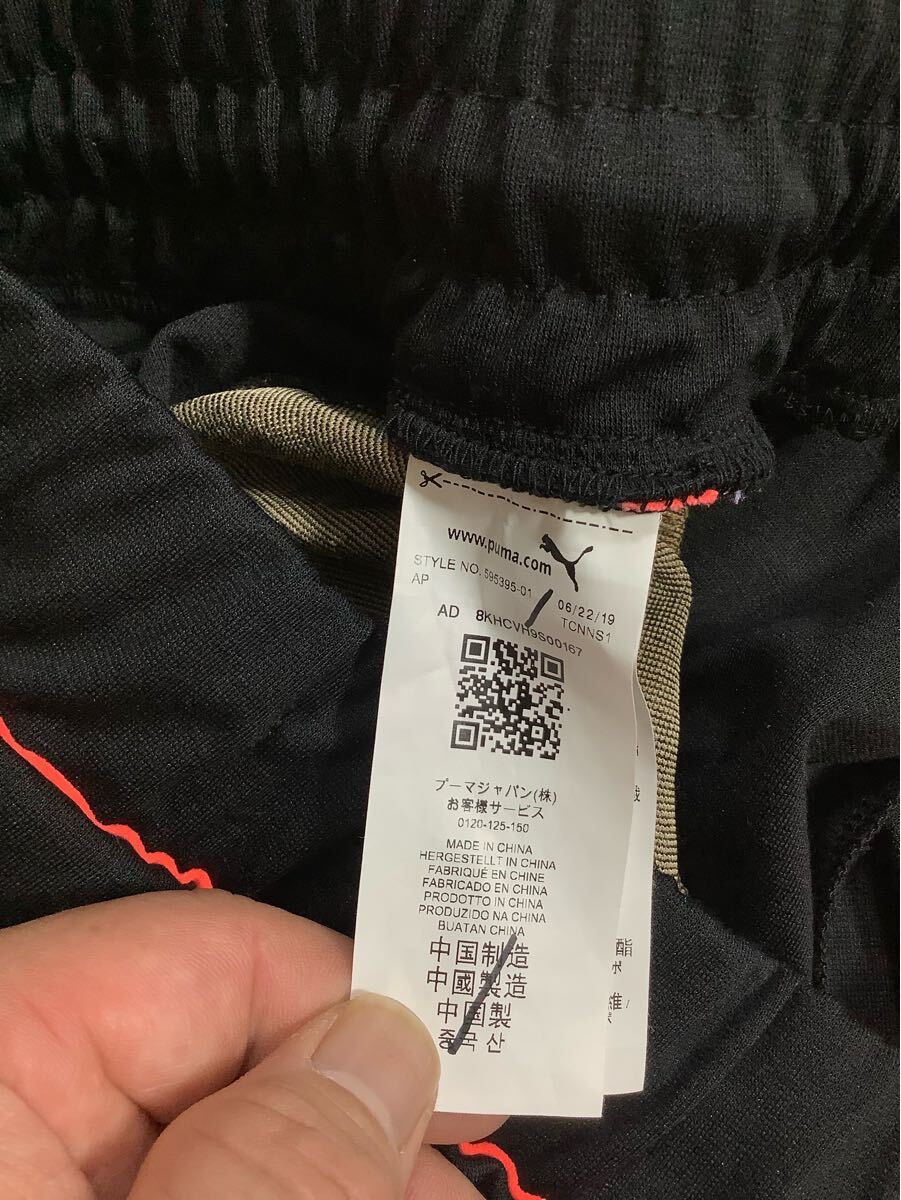 www.puma.com
STYLE NO. 595395-01 06/22/19
AP TCNNS1
AD 8KHCVH9S00167
プーマジャパン(株)
お客様サービス
0120-125-150
MADE IN CHINA
HERGESTELLT IN CHINA
FABRIQUÉ EN CHINE
FABRICADO EN CHINA
PRODOTTO IN CHINA
PRODUZIDO NA CHINA
BUATAN CHINA
中国制造
中國製造
中国製
중국 산
酯
維/